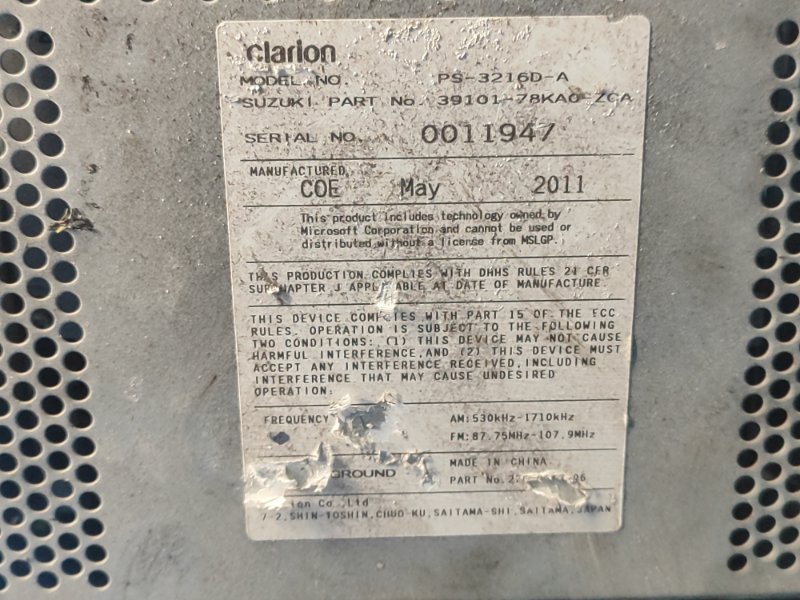 clarion
MODEL NO. PS-3216D-A
SUZUKI PART No. 39101-78KA0-ZCA
SERIAL NO. 0011947
MANUFACTURED
COE May 2011
This product includes technology owned by
Microsoft Corporation and cannot be used or
distributed without a license from MSLGP.
THIS PRODUCTION COMPLIES WITH DHHS RULES 21 CFR
SUBCHAPTER J APPLICABLE AT DATE OF MANUFACTURE.
THIS DEVICE COMPLIES WITH PART 15 OF THE FCC
RULES. OPERATION IS SUBJECT TO THE FOLLOWING
TWO CONDITIONS: (1) THIS DEVICE MAY NOT CAUSE
HARMFUL INTERFERENCE,AND (2) THIS DEVICE MUST
ACCEPT ANY INTERFERENCE RECEIVED,INCLUDING
INTERFERENCE THAT MAY CAUSE UNDESIRED
OPERATION.
FREQUENCY AM:530kHz-1710kHz
FM:87.75MHz-107.9MHz
GROUND MADE IN CHINA
PART No.
Co.,Ltd
7-2,SHIN-TOSHIN,CHUO-KU,SAITAMA-SHI,SAITAMA,JAPAN